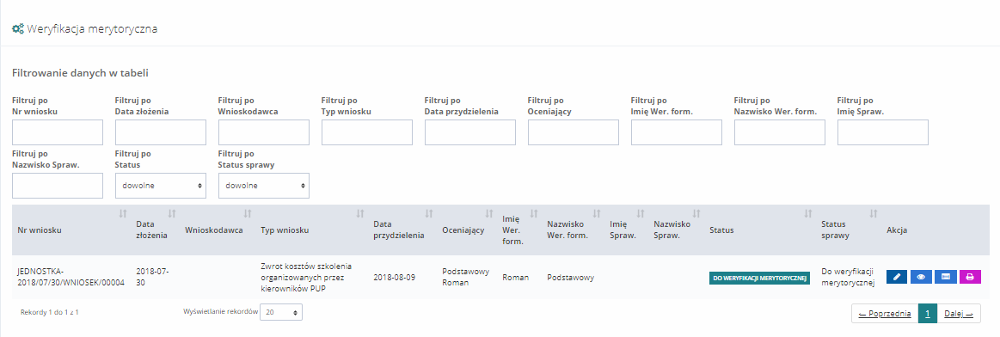 Weryfikacja merytoryczna
Filtrowanie danych w tabeli
Filtruj po Filtruj po Filtruj po Filtruj po Filtruj po Filtruj po Filtruj po Filtruj po Filtruj po
Nr wniosku Data złożenia Wnioskodawca Typ wniosku Data przydzielenia Oceniający Imię Wer. form. Nazwisko Wer. form. Imię Spraw.
Filtruj po Filtruj po Filtruj po
Nazwisko Spraw. Status Status sprawy
dowolne dowolne
Nr wniosku
Data
złożenia
Wnioskodawca
Typ wniosku
Data
przydzielenia
Oceniający
Imię
Wer.
form.
Nazwisko
Wer. form.
Imię
Spraw.
Nazwisko
Spraw.
Status
Status
sprawy
Akcja
JEDNOSTKA-
2018/07/30/WNIOSEK/00004
2018-07-
30
Zwrot kosztów szkolenia
organizowanych przez
kierowników PUP
2018-08-09
Podstawowy
Roman
Roman
Podstawowy
DO WERYFIKACJI MERYTORYCZNEJ
Do weryfikacji
merytorycznej
Rekordy 1 do 1 z 1
Wyświetlanie rekordów 20
← Poprzednia 1 Dalej →